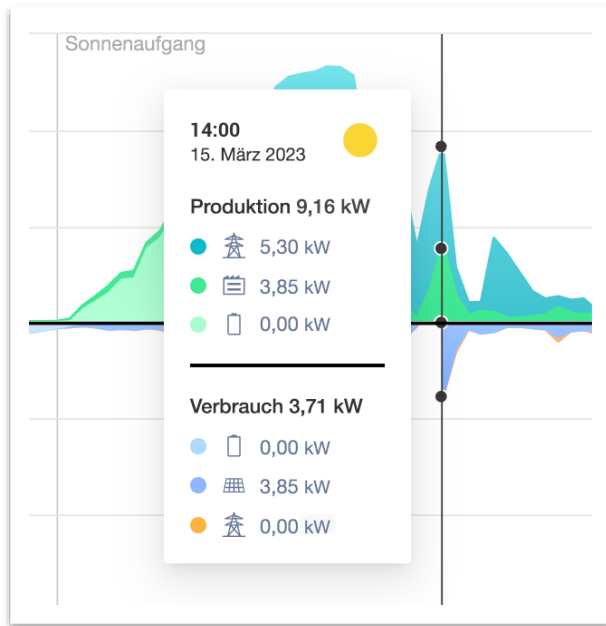 Sonnenaufgang
14:00
15. März 2023
Produktion 9,16 kW
5,30 kW
3,85 kW
0,00 kW
Verbrauch 3,71 kW
0,00 kW
3,85 kW
0,00 kW